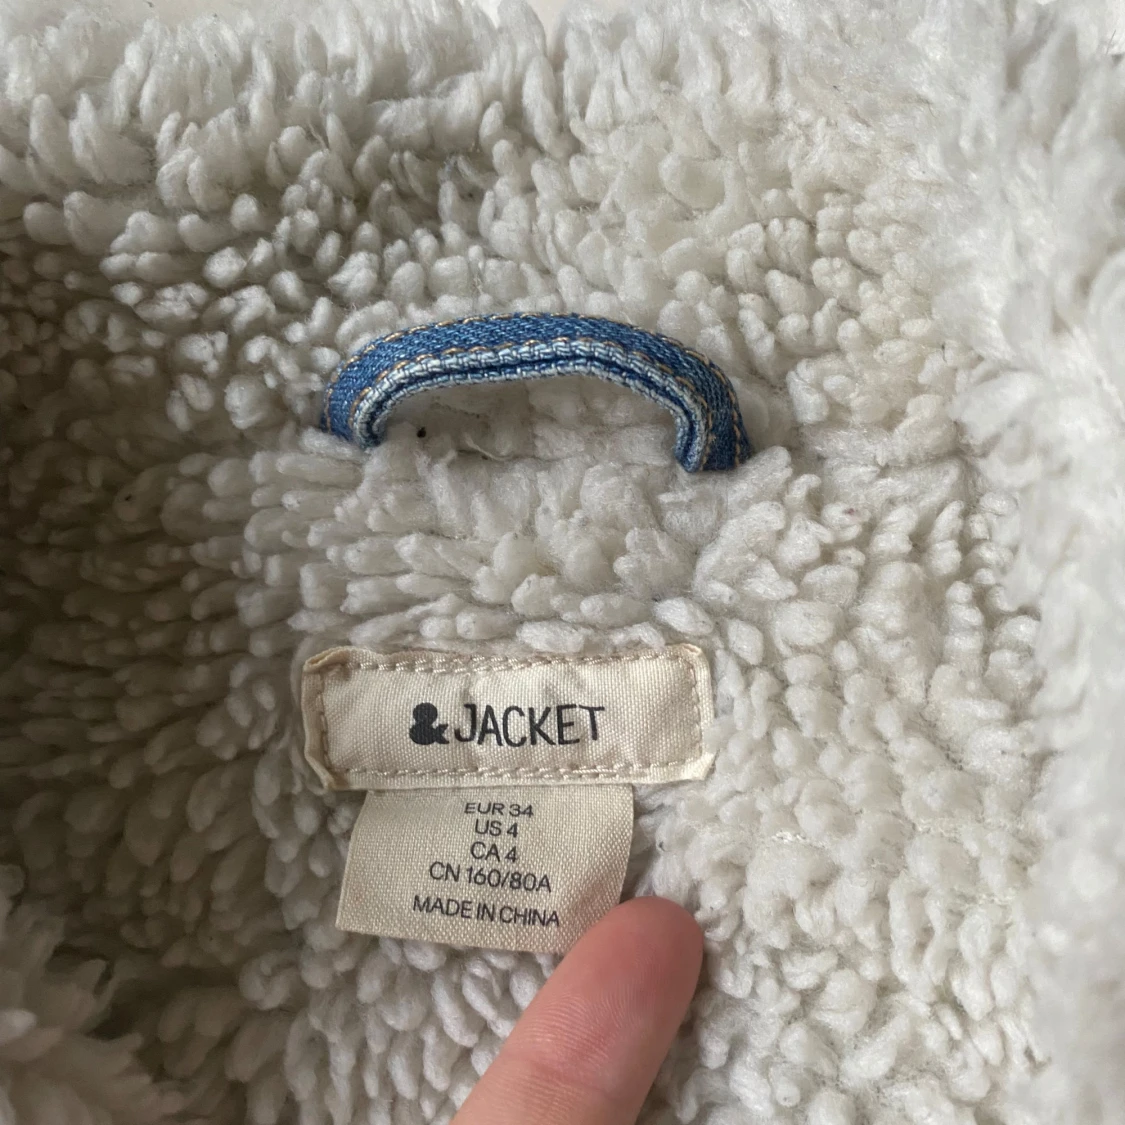 &JACKET
EUR 34
US 4
CA 4
CN 160/80A
MADE IN CHINA